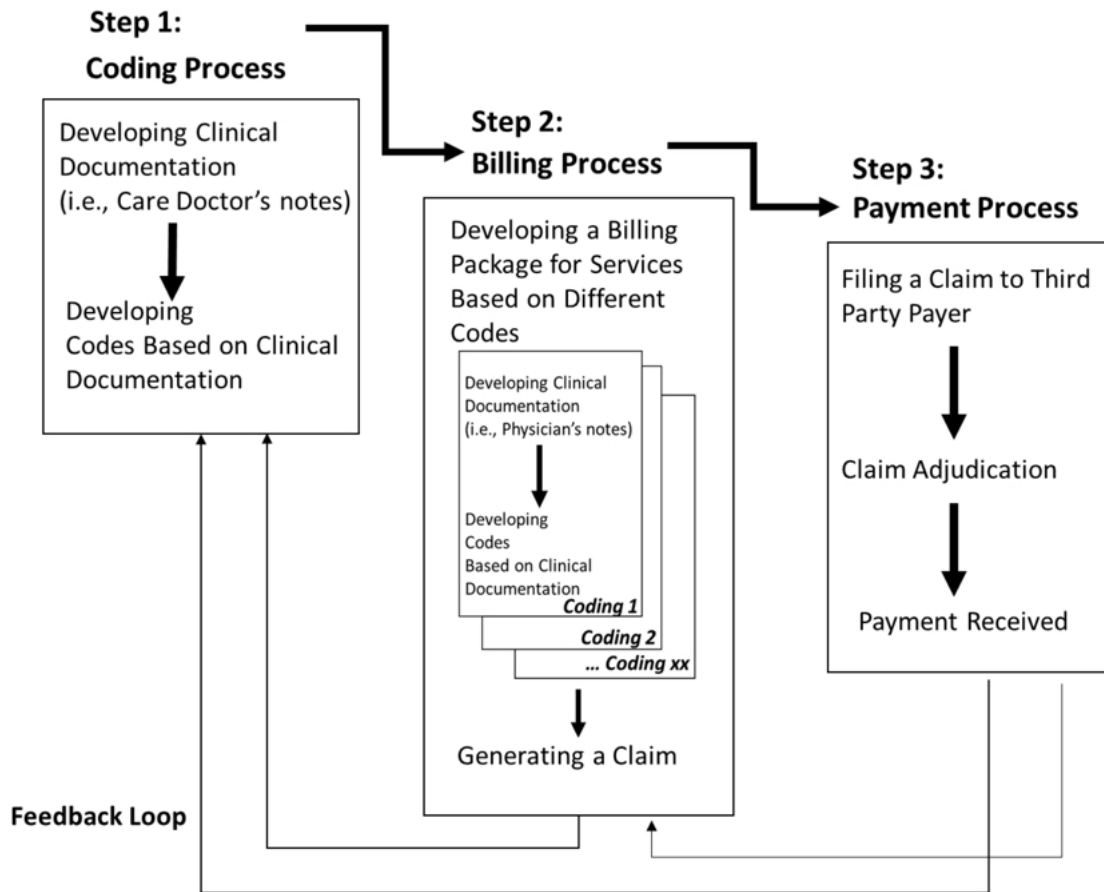 Step 1:
Coding Process
Developing Clinical
Documentation
(i.e., Care Doctor's notes)
Developing
Codes Based on Clinical
Documentation
Step 2:
Billing Process
Developing a Billing
Package for Services
Based on Different
Codes
Developing Clinical
Documentation
(i.e., Physician's notes)
Developing
Codes
Based on Clinical
Documentation
Coding 1
Coding 2
... Coding xx
Generating a Claim
Step 3:
Payment Process
Filing a Claim to Third
Party Payer
Claim Adjudication
Payment Received
Feedback Loop